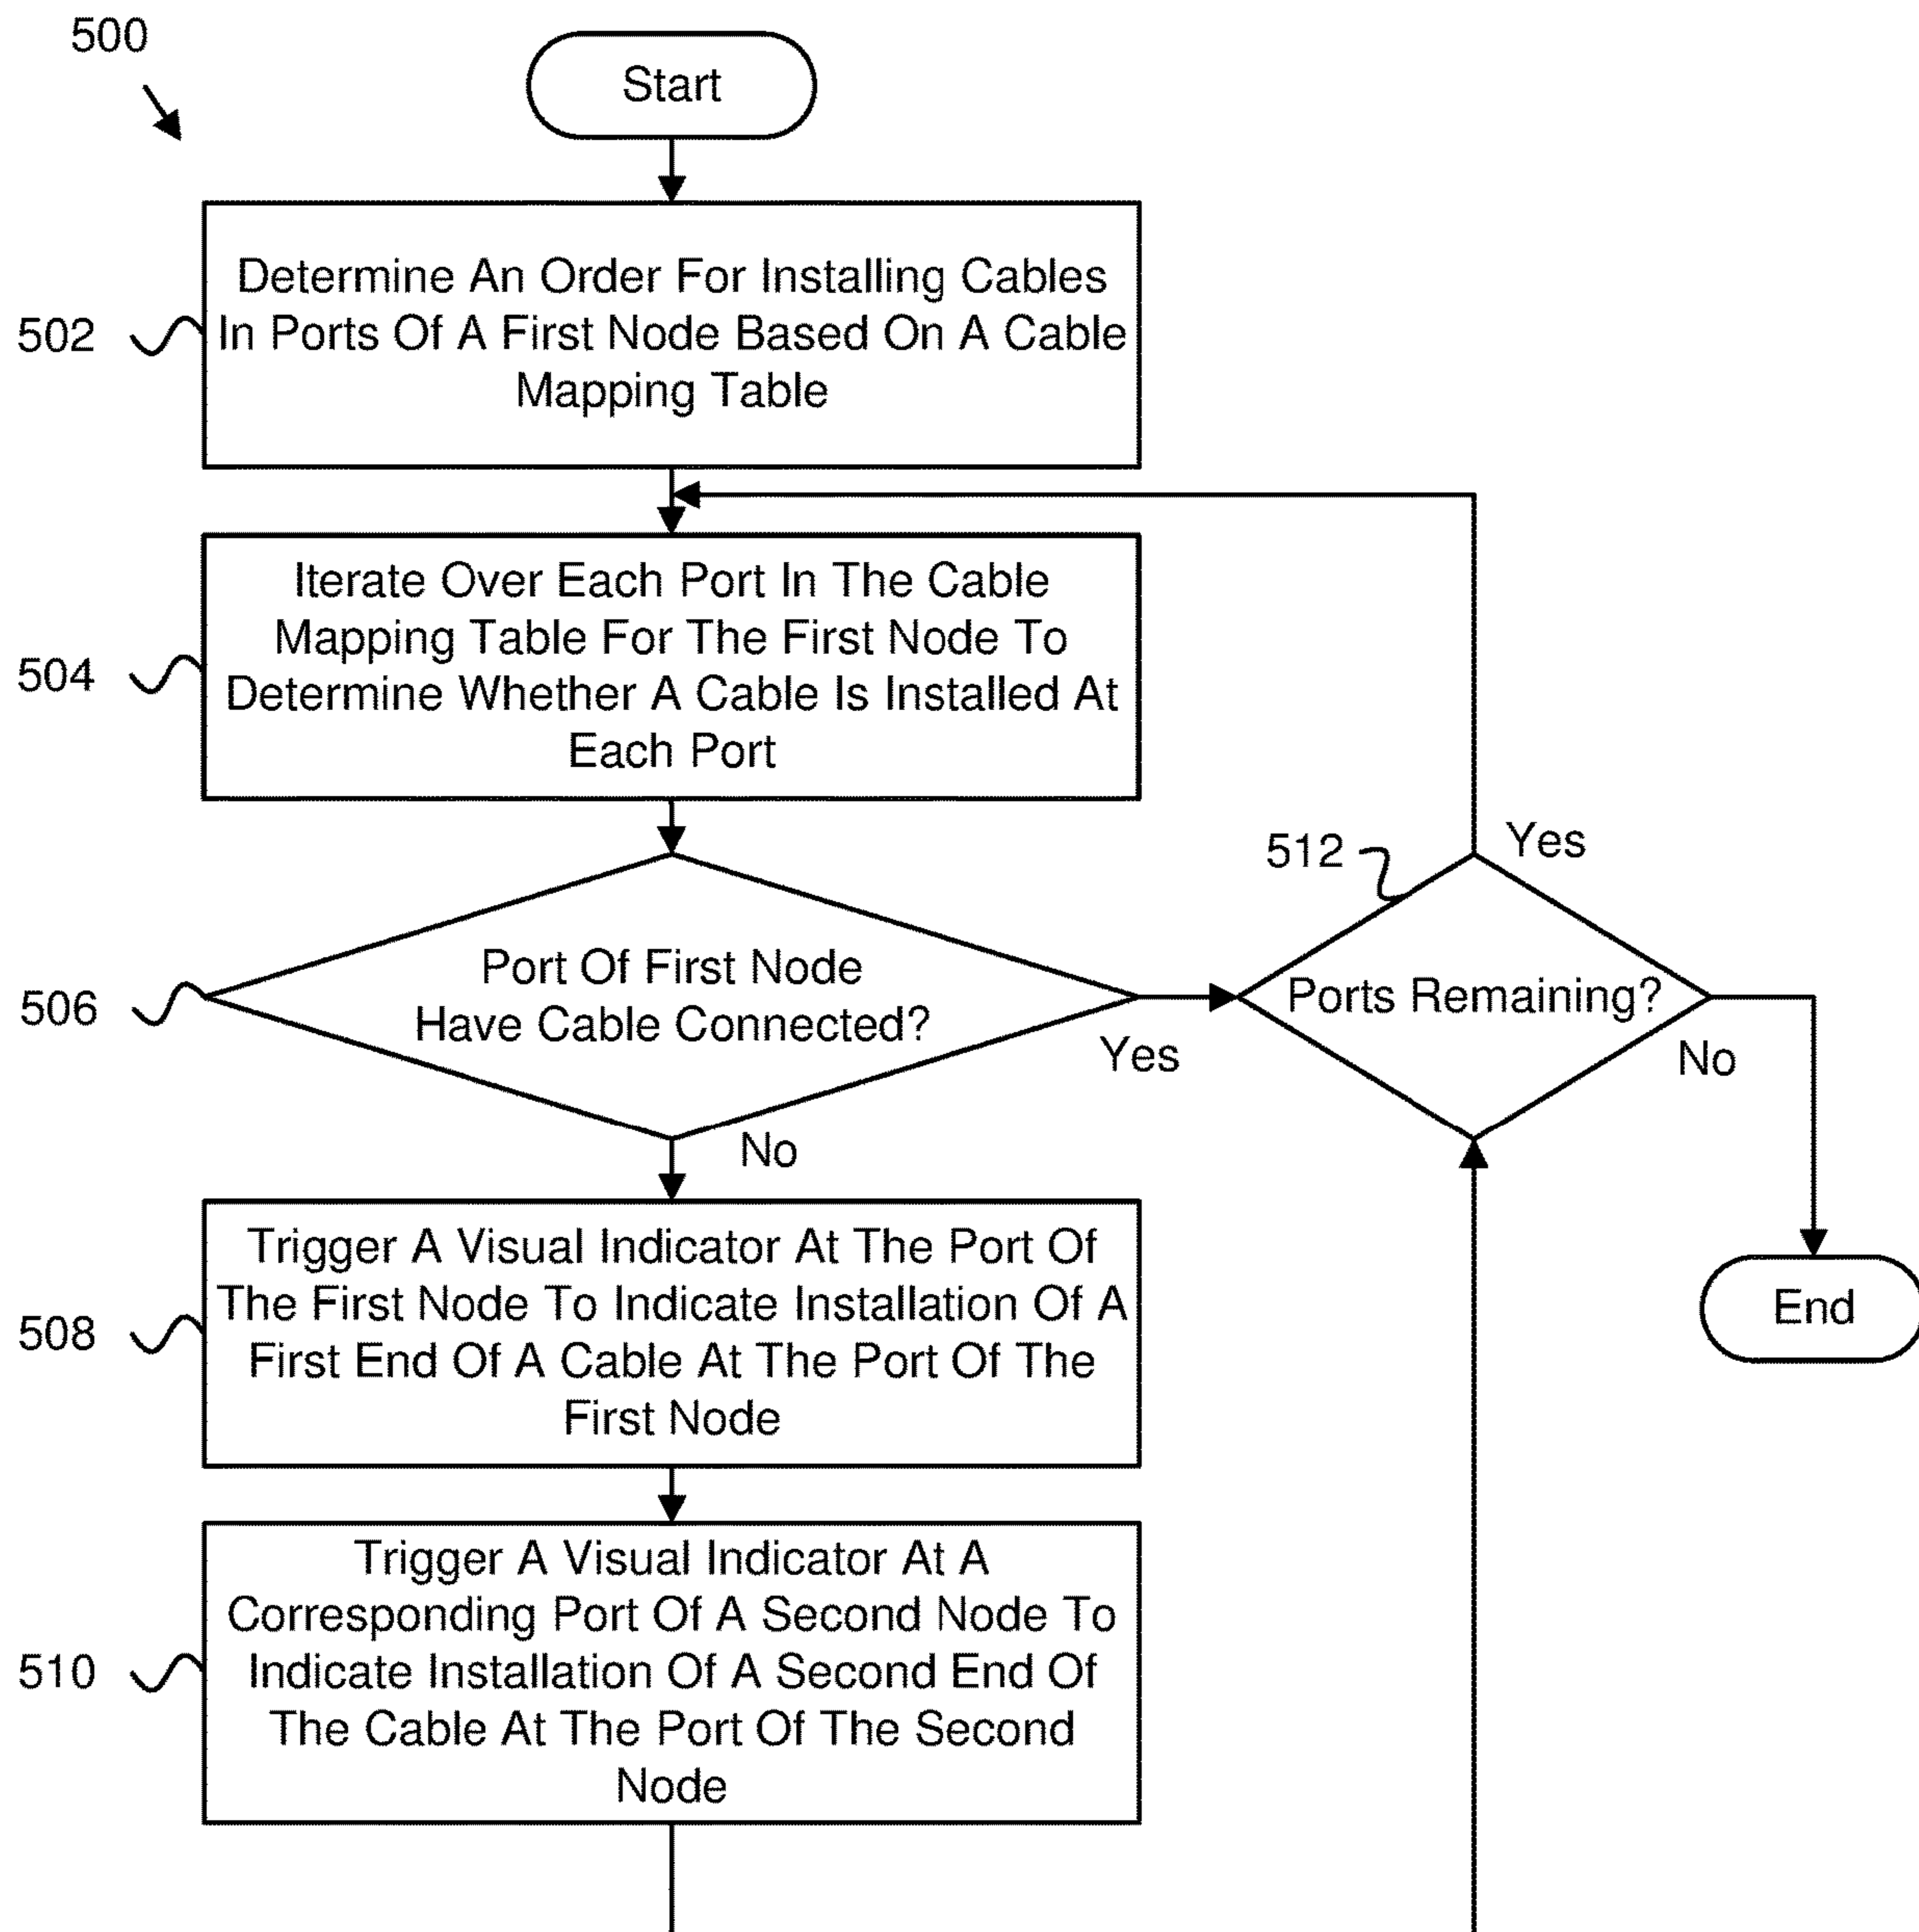 500
Start
502
Determine An Order For Installing Cables
In Ports Of A First Node Based On A Cable
Mapping Table
504
Iterate Over Each Port In The Cable
Mapping Table For The First Node To
Determine Whether A Cable Is Installed At
Each Port
506
Port Of First Node
Have Cable Connected?
Yes
No
512
Ports Remaining?
Yes
No
508
Trigger A Visual Indicator At The Port Of
The First Node To Indicate Installation Of A
First End Of A Cable At The Port Of The
First Node
End
510
Trigger A Visual Indicator At A
Corresponding Port Of A Second Node To
Indicate Installation Of A Second End Of
The Cable At The Port Of The Second
Node